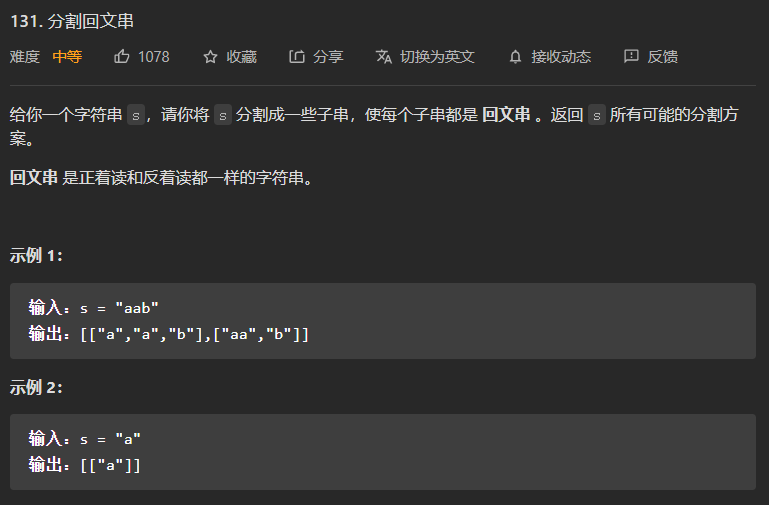 131. 分割回文串
难度 中等 1078 收藏 分享 切换为英文 接收动态 反馈
给你一个字符串 s，请你将 s 分割成一些子串，使每个子串都是 回文串 。返回 s 所有可能的分割方
案。
回文串 是正着读和反着读都一样的字符串。
示例 1：
输入：s = "aab"
输出：[["a","a","b"],["aa","b"]]
示例 2：
输入：s = "a"
输出：[["a"]]